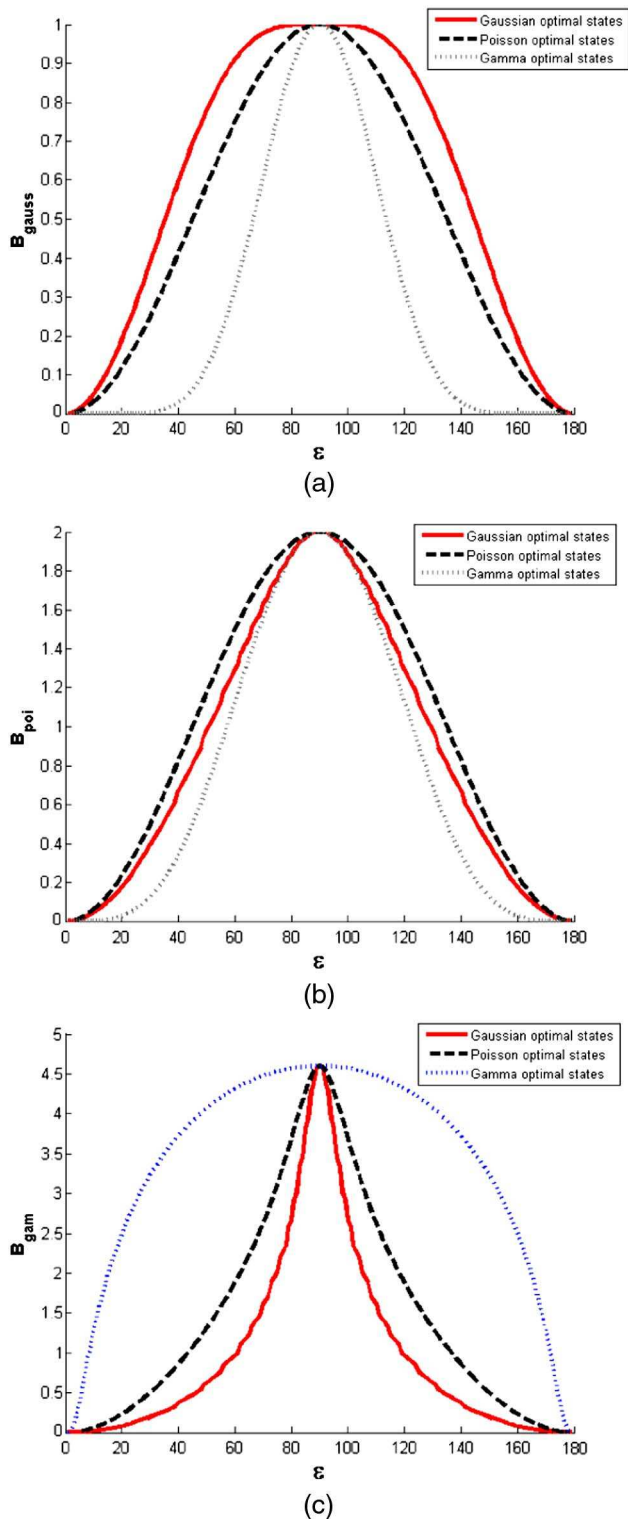 Gaussian optimal states
Poisson optimal states
Gamma optimal states
1
0.9
0.8
0.7
0.6
0.5
0.4
0.3
0.2
0.1
0
B gauss
0 20 40 60 80 100 120 140 160 180
ε
(a)
Gaussian optimal states
Poisson optimal states
Gamma optimal states
2
1.8
1.6
1.4
1.2
1
0.8
0.6
0.4
0.2
0
B poi
0 20 40 60 80 100 120 140 160 180
ε
(b)
Gaussian optimal states
Poisson optimal states
Gamma optimal states
5
4.5
4
3.5
3
2.5
2
1.5
1
0.5
0
B gam
0 20 40 60 80 100 120 140 160 180
ε
(c)